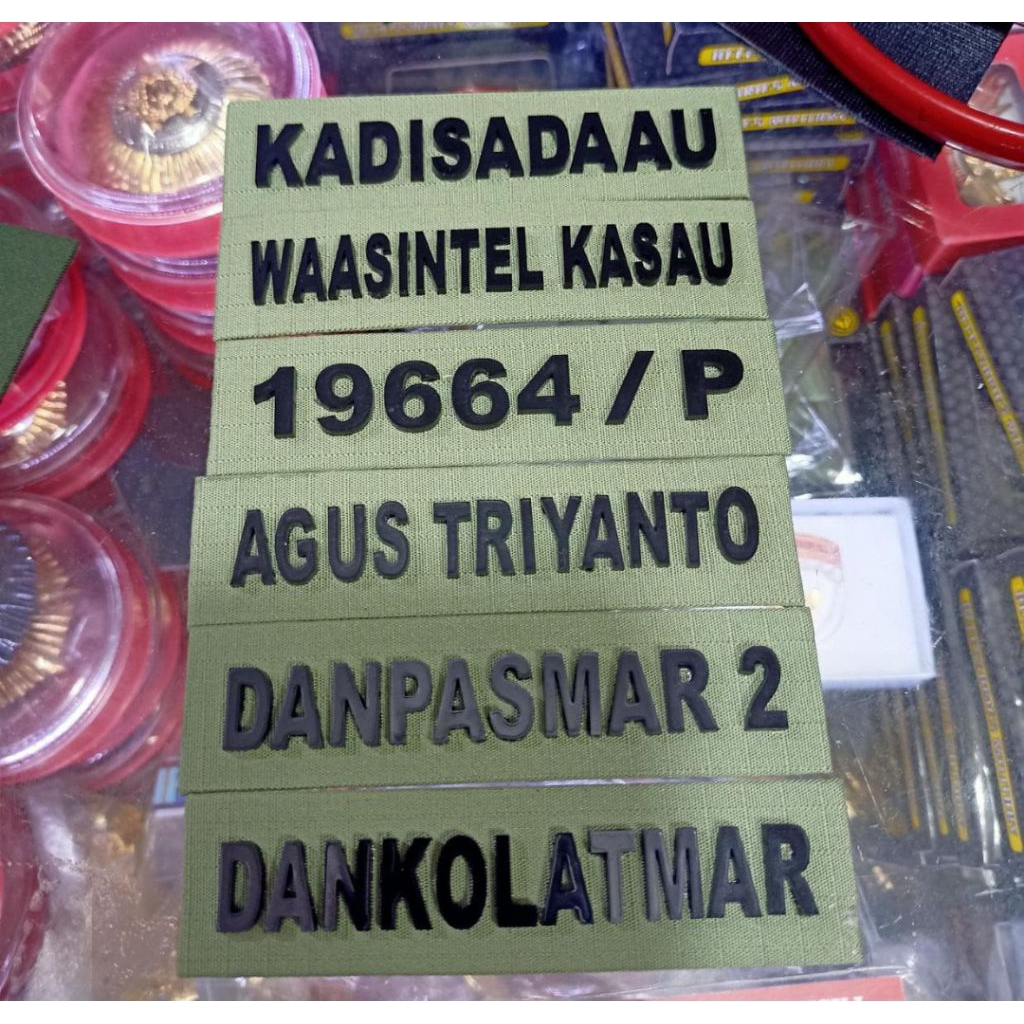 KADISADAAU
WAASINTEL KASAU
19664 / P
AGUS TRIYANTO
DANPASMAR 2
DANKOLATMAR